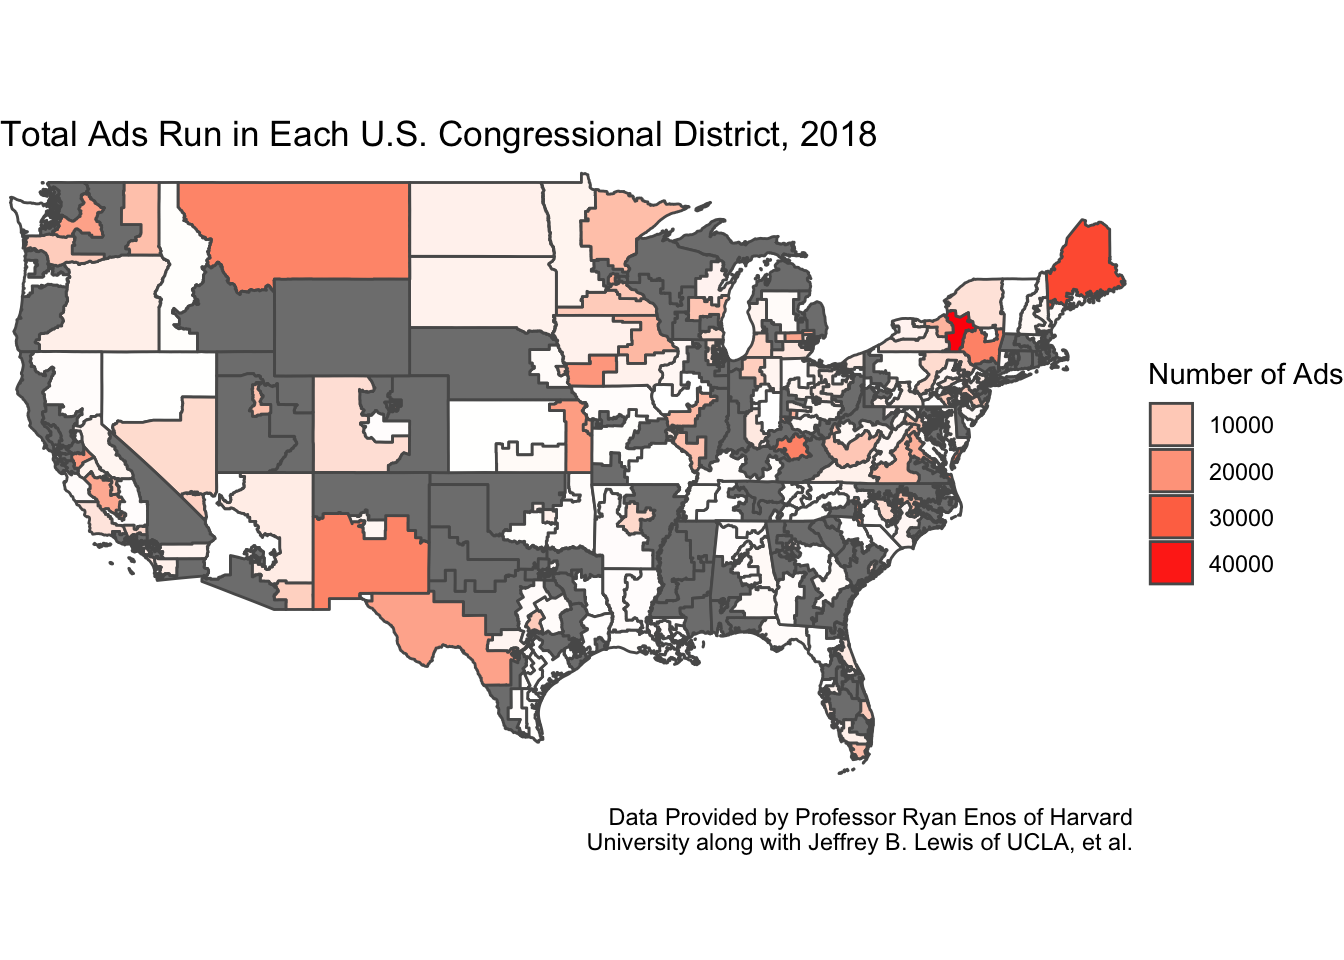 Total Ads Run in Each U.S. Congressional District, 2018
Number of Ads
10000
20000
30000
40000
Data Provided by Professor Ryan Enos of Harvard
University along with Jeffrey B. Lewis of UCLA, et al.